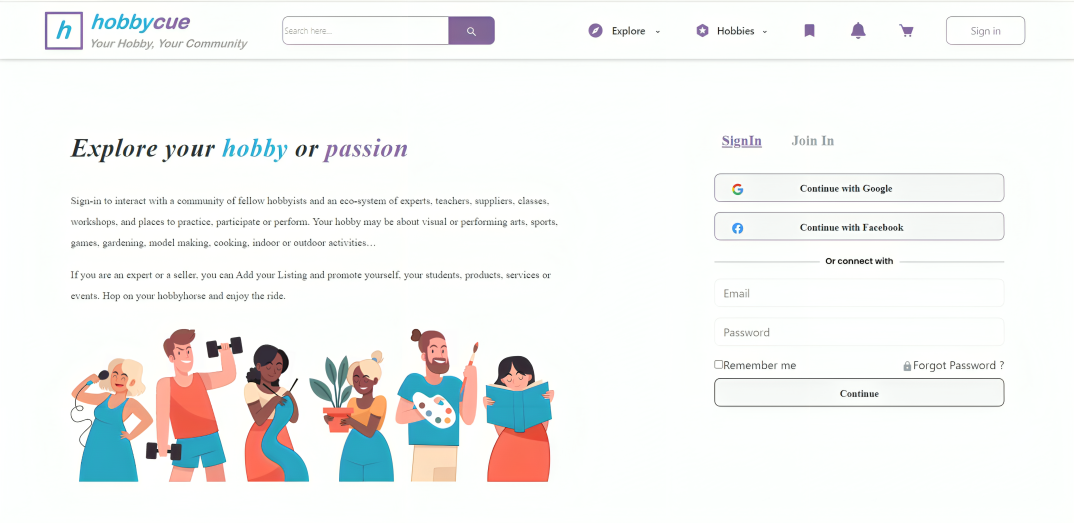 h hobbycue
Your Hobby, Your Community
Search here...
Explore
Hobbies
Sign in
Explore your hobby or passion
Sign-in to interact with a community of fellow hobbyists and an eco-system of experts, teachers, suppliers, classes,
workshops, and places to practice, participate or perform. Your hobby may be about visual or performing arts, sports,
games, gardening, model making, cooking, indoor or outdoor activities…
If you are an expert or a seller, you can Add your Listing and promote yourself, your students, products, services or
events. Hop on your hobbyhorse and enjoy the ride.
SignIn Join In
Continue with Google
Continue with Facebook
Or connect with
Email
Password
Remember me Forgot Password ?
Continue